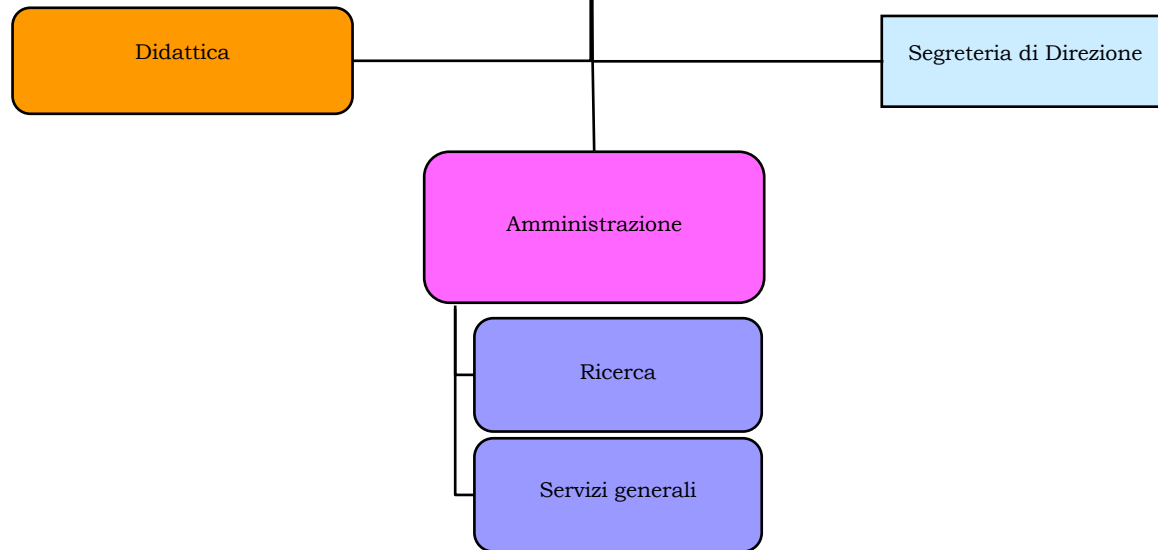 Didattica
Segreteria di Direzione
Amministrazione
Ricerca
Servizi generali